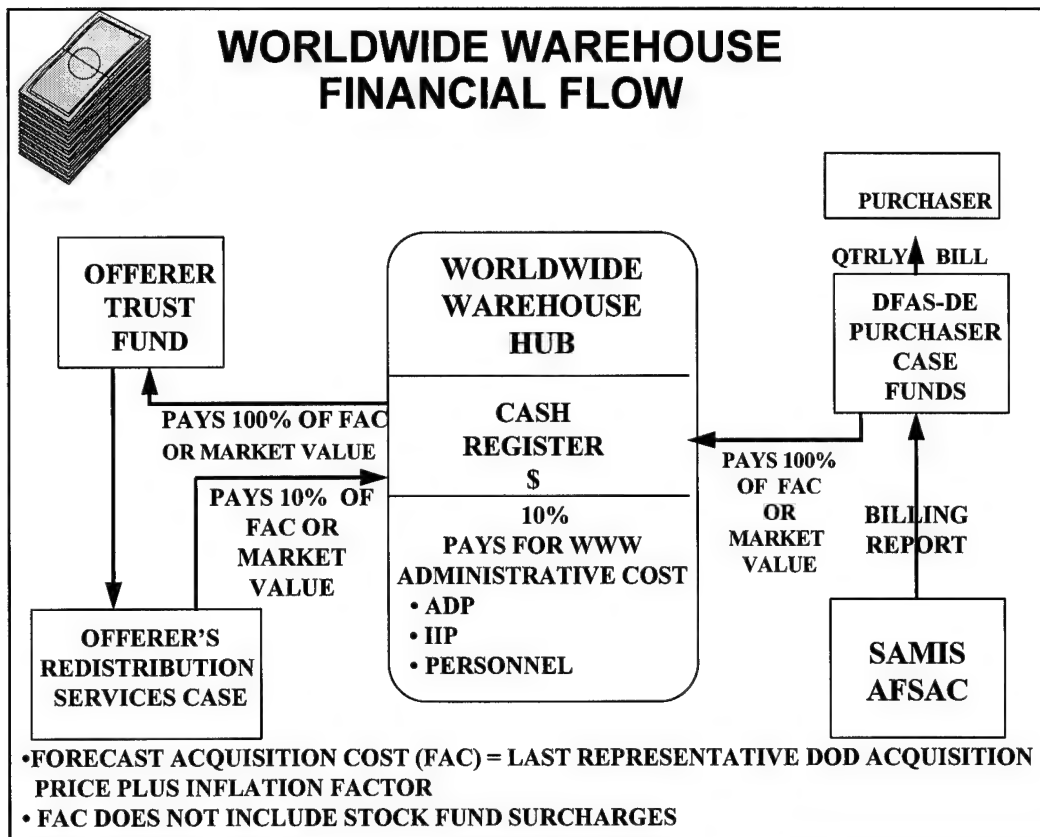 WORLDWIDE WAREHOUSE
FINANCIAL FLOW
PURCHASER
QTRLY BILL
OFFERER
TRUST
FUND
WORLDWIDE
WAREHOUSE
HUB
DFAS-DE
PURCHASER
CASE
FUNDS
PAYS 100% OF FAC
OR MARKET VALUE
CASH
REGISTER
$
PAYS 100%
OF FAC
OR
MARKET
VALUE
PAYS 10% OF
FAC OR
MARKET
VALUE
10%
PAYS FOR WWW
ADMINISTRATIVE COST
• ADP
• IIP
• PERSONNEL
BILLING
REPORT
OFFERER'S
REDISTRIBUTION
SERVICES CASE
SAMIS
AFSAC
•FORECAST ACQUISITION COST (FAC) = LAST REPRESENTATIVE DOD ACQUISITION
PRICE PLUS INFLATION FACTOR
• FAC DOES NOT INCLUDE STOCK FUND SURCHARGES